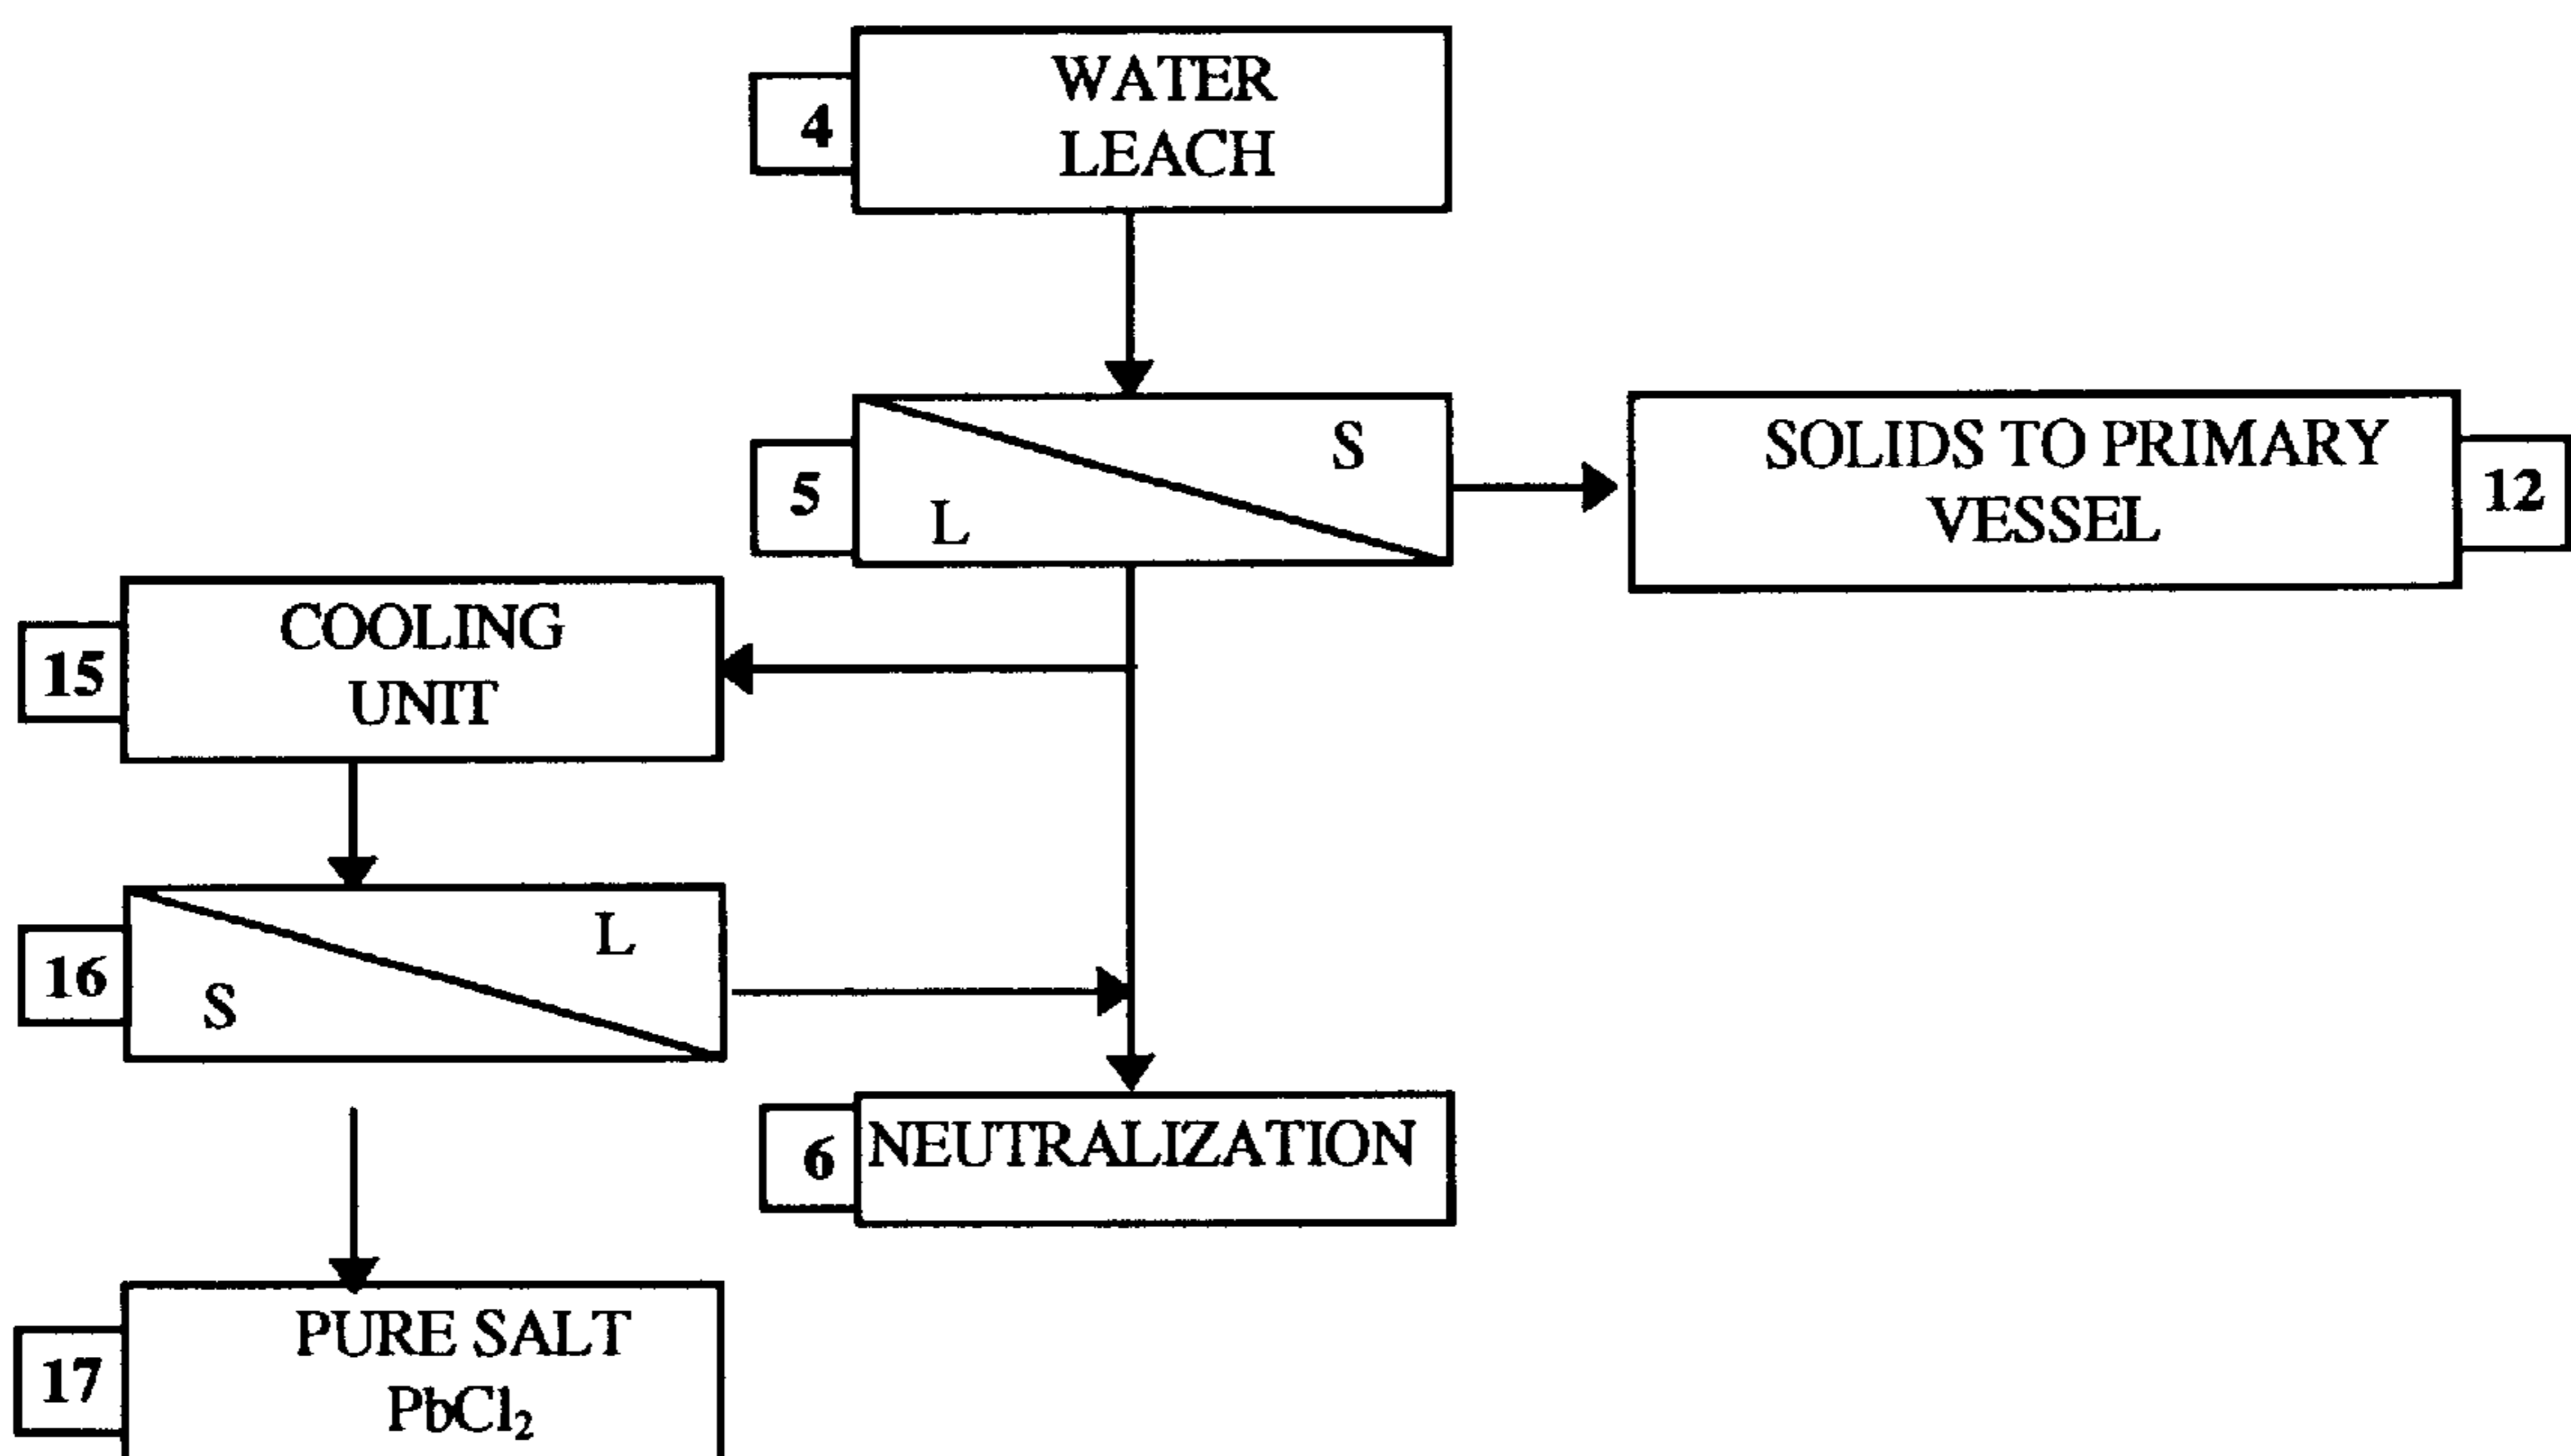 WATER
4
LEACH
S
5
L
SOLIDS TO PRIMARY
VESSEL
12
COOLING
15
UNIT
L
16
S
6
NEUTRALIZATION
PURE SALT
17
PbCl₂